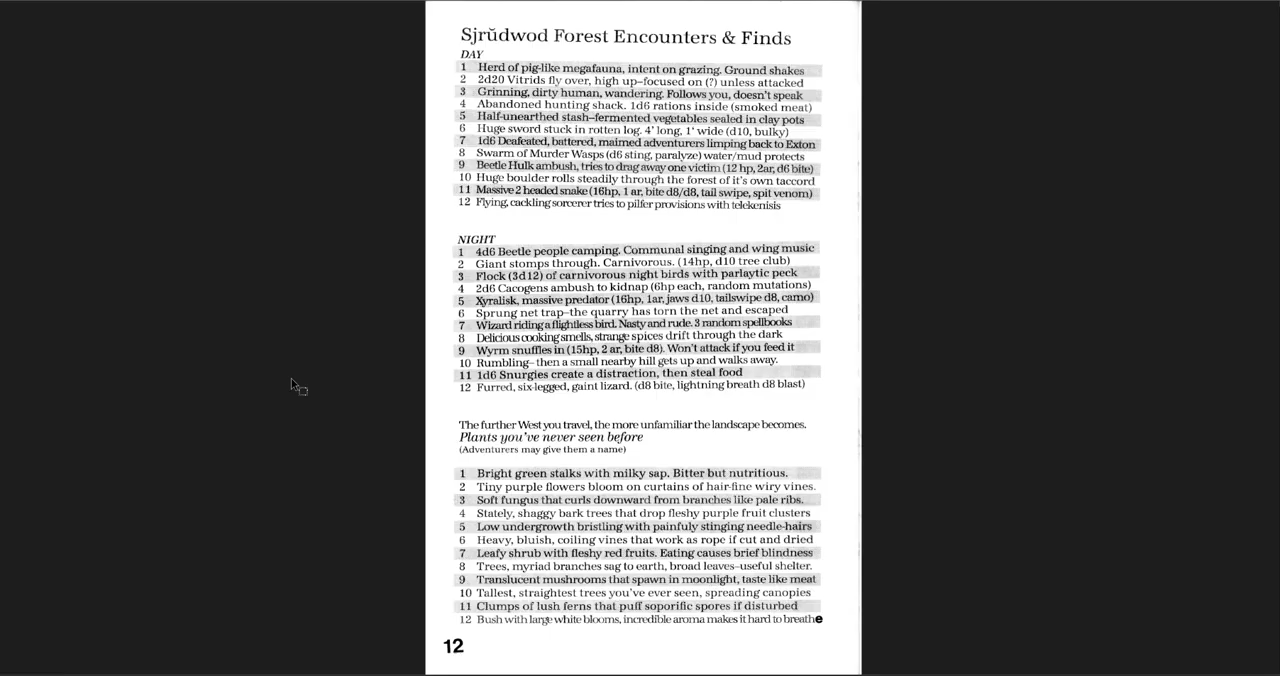 Sjrŭdwod Forest Encounters & Finds
DAY
1 Herd of pig-like megafauna, intent on grazing. Ground shakes
2 2d20 Vitrids fly over, high up–focused on (?) unless attacked
3 Grinning, dirty human, wandering. Follows you, doesn't speak
4 Abandoned hunting shack. 1d6 rations inside (smoked meat)
5 Half-unearthed stash–fermented vegetables sealed in clay pots
6 Huge sword stuck in rotten log. 4' long, 1' wide (d10, bulky)
7 1d6 Deafeated, battered, maimed adventurers limping back to Exton
8 Swarm of Murder Wasps (d6 sting, paralyze) water/mud protects
9 Beetle Hulk ambush, tries to drag away one victim (12 hp, 2ar, d6 bite)
10 Huge boulder rolls steadily through the forest of it's own taccord
11 Massive 2 headed snake (16hp, 1 ar, bite d8/d8, tail swipe, spit venom)
12 Flying, cackling sorcerer tries to pilfer provisions with telekenisis
NIGHT
1 4d6 Beetle people camping. Communal singing and wing music
2 Giant stomps through. Carnivorous. (14hp, d10 tree club)
3 Flock (3d12) of carnivorous night birds with parlaytic peck
4 2d6 Cacogens ambush to kidnap (6hp each, random mutations)
5 Xyralisk, massive predator (16hp, 1ar, jaws d10, tailswipe d8, camo)
6 Sprung net trap–the quarry has torn the net and escaped
7 Wizard riding a flightless bird. Nasty and rude. 3 random spellbooks
8 Delicious cooking smells, strange spices drift through the dark
9 Wyrm snuffles in (15hp, 2 ar, bite d8). Won't attack if you feed it
10 Rumbling– then a small nearby hill gets up and walks away.
11 1d6 Snurgies create a distraction, then steal food
12 Furred, six-legged, gaint lizard. (d8 bite, lightning breath d8 blast)
The further West you travel, the more unfamiliar the landscape becomes.
Plants you've never seen before
(Adventurers may give them a name)
1 Bright green stalks with milky sap. Bitter but nutritious.
2 Tiny purple flowers bloom on curtains of hair-fine wiry vines.
3 Soft fungus that curls downward from branches like pale ribs.
4 Stately, shaggy bark trees that drop fleshy purple fruit clusters
5 Low undergrowth bristling with painfuly stinging needle-hairs
6 Heavy, bluish, coiling vines that work as rope if cut and dried
7 Leafy shrub with fleshy red fruits. Eating causes brief blindness
8 Trees, myriad branches sag to earth, broad leaves–useful shelter.
9 Translucent mushrooms that spawn in moonlight, taste like meat
10 Tallest, straightest trees you've ever seen, spreading canopies
11 Clumps of lush ferns that puff soporific spores if disturbed
12 Bush with large white blooms, incredible aroma makes it hard to breathe
12